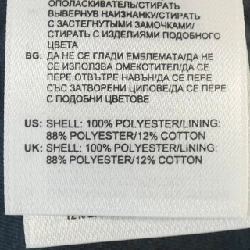 ОПОЛАСКИВАТЕЛЬ/СТИРАТЬ
ВЫВЕРНУВ НАИЗНАНКУ/СТИРАТЬ
С ЗАСТЕГНУТЫМИ ЗАМОЧКАМИ/
СТИРАТЬ С ИЗДЕЛИЯМИ ПОДОБНОГО
ЦВЕТА
BG: ДА НЕ СЕ ГЛАДИ ЕМБЛЕМАТА/ДА НЕ
СЕ ИЗПОЛЗВА ОМЕКОТИТЕЛ/ДА СЕ
ПЕРЕ ОТВЪТРЕ НАВЪН/ДА СЕ ПЕРЕ
СЪС ЗАТВОРЕНИ ЦИПОВЕ/ДА СЕ ПЕРЕ
С ПОДОБНИ ЦВЕТОВЕ
US: SHELL: 100% POLYESTER/LINING:
88% POLYESTER/12% COTTON
UK: SHELL: 100% POLYESTER/LINING:
88% POLYESTER/12% COTTON